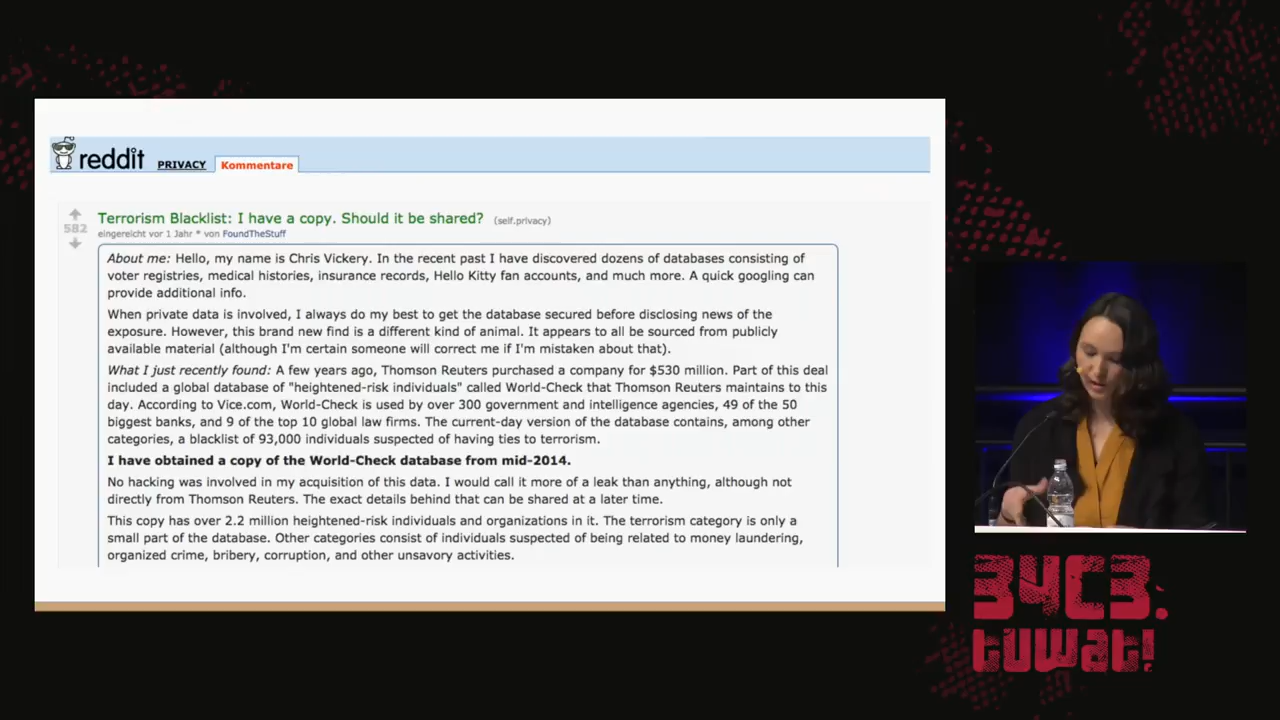 reddit PRIVACY Kommentare
Terrorism Blacklist: I have a copy. Should it be shared? (self.privacy)
582
eingereicht vor 1 Jahr * von FoundTheStuff
About me: Hello, my name is Chris Vickery. In the recent past I have discovered dozens of databases consisting of
voter registries, medical histories, insurance records, Hello Kitty fan accounts, and much more. A quick googling can
provide additional info.
When private data is involved, I always do my best to get the database secured before disclosing news of the
exposure. However, this brand new find is a different kind of animal. It appears to all be sourced from publicly
available material (although I'm certain someone will correct me if I'm mistaken about that).
What I just recently found: A few years ago, Thomson Reuters purchased a company for $530 million. Part of this deal
included a global database of "heightened-risk individuals" called World-Check that Thomson Reuters maintains to this
day. According to Vice.com, World-Check is used by over 300 government and intelligence agencies, 49 of the 50
biggest banks, and 9 of the top 10 global law firms. The current-day version of the database contains, among other
categories, a blacklist of 93,000 individuals suspected of having ties to terrorism.
I have obtained a copy of the World-Check database from mid-2014.
No hacking was involved in my acquisition of this data. I would call it more of a leak than anything, although not
directly from Thomson Reuters. The exact details behind that can be shared at a later time.
This copy has over 2.2 million heightened-risk individuals and organizations in it. The terrorism category is only a
small part of the database. Other categories consist of individuals suspected of being related to money laundering,
organized crime, bribery, corruption, and other unsavory activities.
34C3.
tuwat!